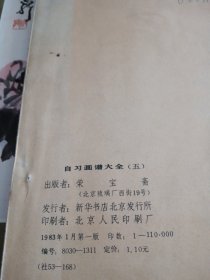 自习画谱大全（五）
出版者：荣宝斋
（北京琉璃厂西街19号）
发行者：新华书店北京发行所
印刷者：北京人民印刷厂
1983年1月第一版 印数：1—110·000
编号：8030—1311 定价：1.10元
（社53—168）